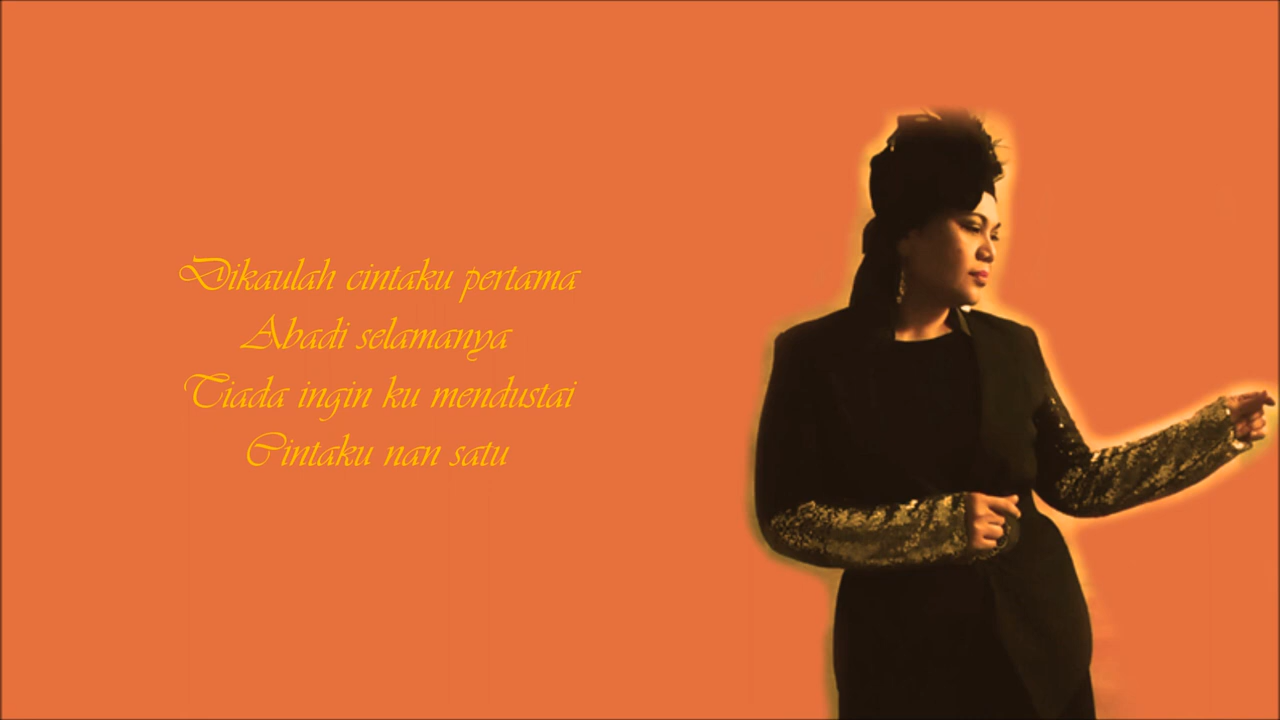 Dikaulah cintaku pertama
Abadi selamanya
Tiada ingin ku mendustai
Cintaku nan satu